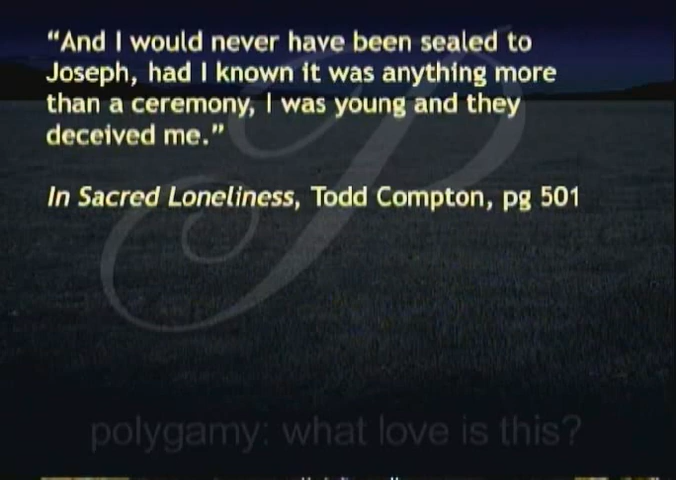 “And I would never have been sealed to
Joseph, had I known it was anything more
than a ceremony, I was young and they
deceived me.”
In Sacred Loneliness, Todd Compton, pg 501
polygamy: what love is this?